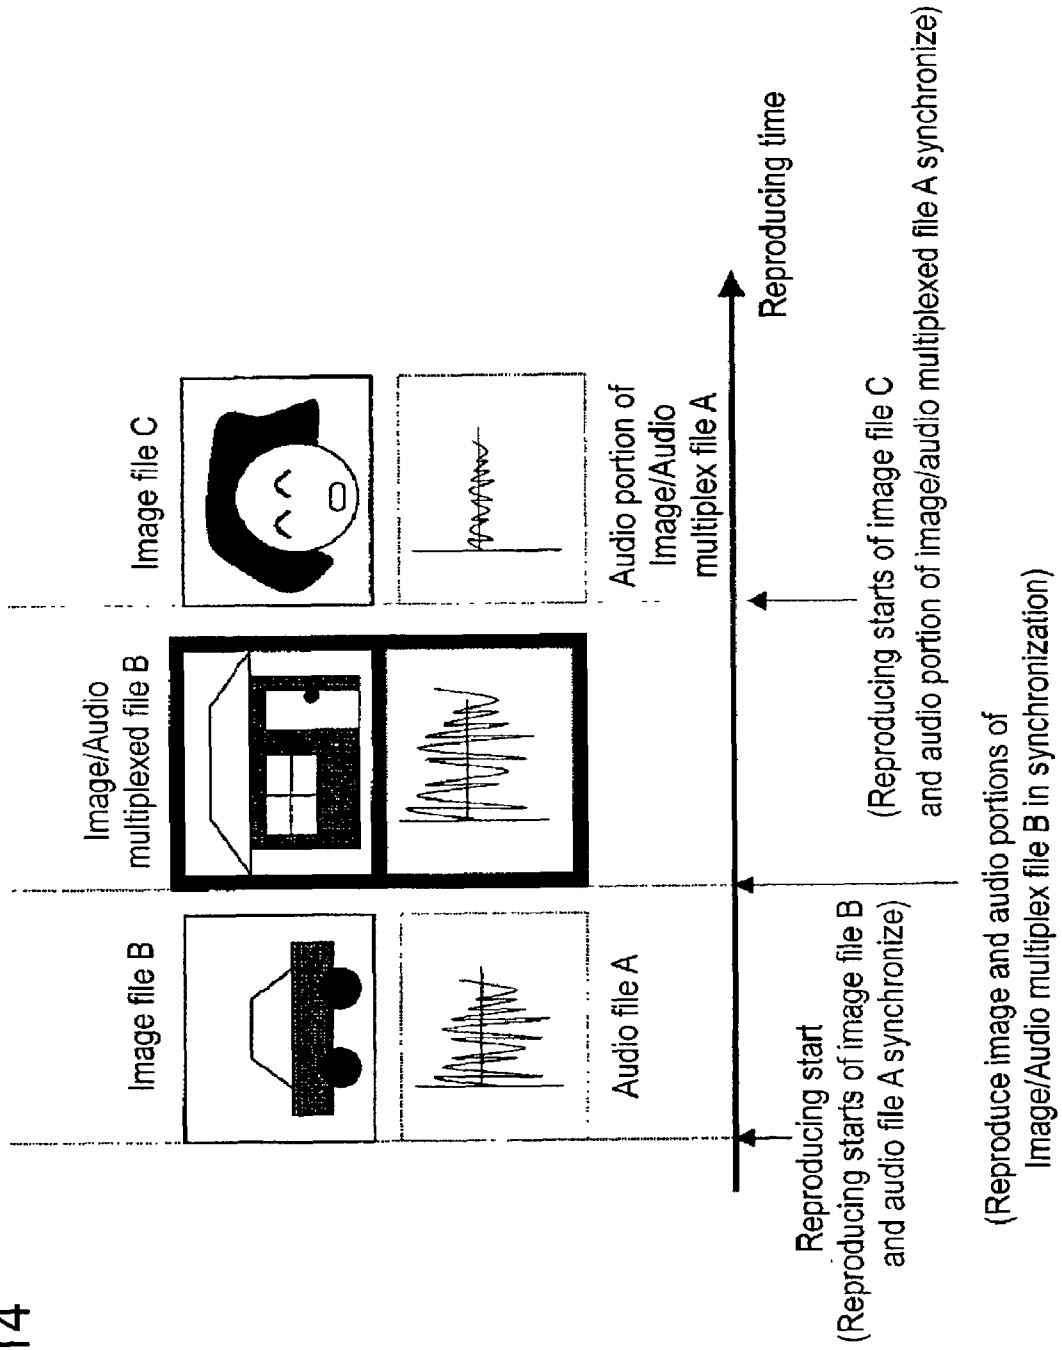 14
Image file B
Image/Audio
multiplexed file B
Image file C
Audio file A
Audio portion of
Image/Audio
multiplex file A
Reproducing time
Reproducing start
(Reproducing starts of image file B
and audio file A synchronize)
(Reproducing starts of image file C
and audio portion of image/audio multiplexed file A synchronize)
(Reproduce image and audio portions of
Image/Audio multiplex file B in synchronization)